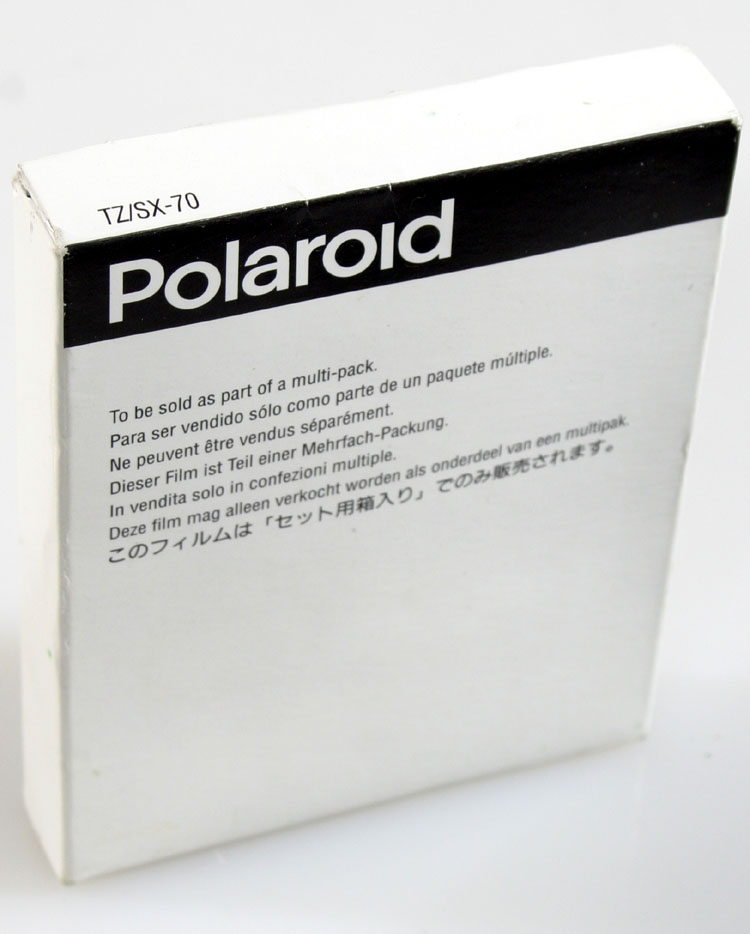 TZ/SX-70
Polaroid
To be sold as part of a multi-pack.
Para ser vendido sólo como parte de un paquete múltiple.
Ne peuvent être vendus séparément.
Dieser Film ist Teil einer Mehrfach-Packung.
In vendita solo in confezioni multiple.
Deze film mag alleen verkocht worden als onderdeel van een multipak.
このフィルムは「セット用箱入り」でのみ販売されます。